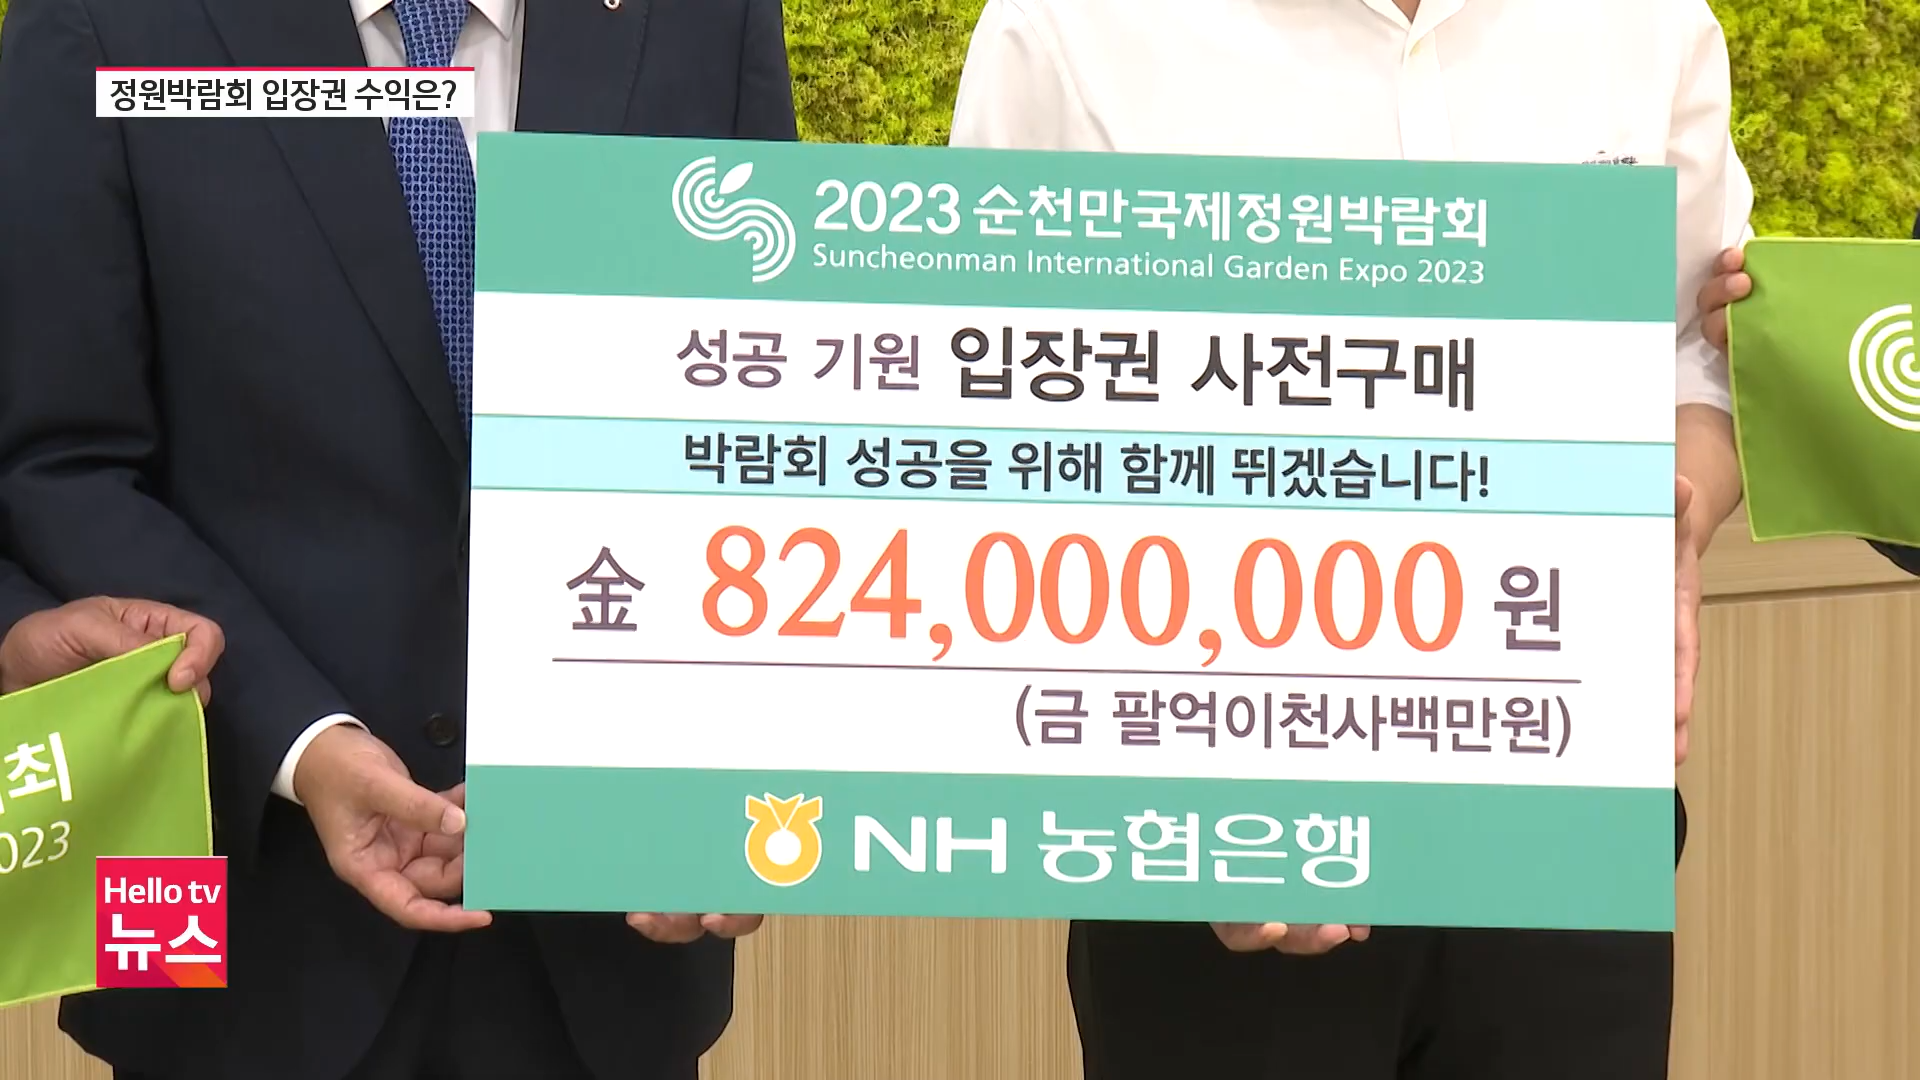 정원박람회 입장권 수익은?
2023 순천만국제정원박람회
Suncheonman International Garden Expo 2023
성공 기원 입장권 사전구매
박람회 성공을 위해 함께 뛰겠습니다!
金 824,000,000 원
(금 팔억이천사백만원)
NH 농협은행
최
023
Hello tv
뉴스